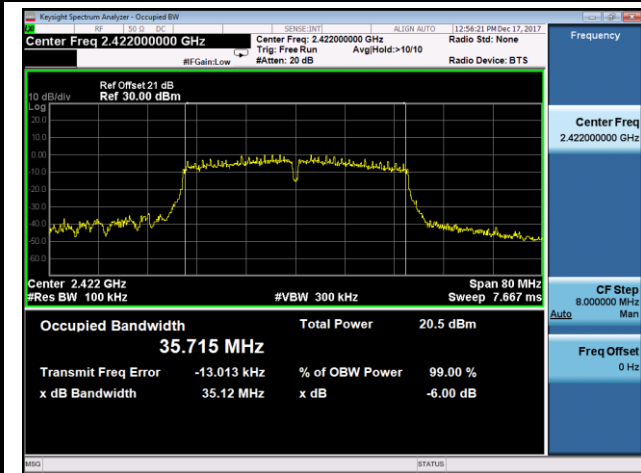 Keysight Spectrum Analyzer - Occupied BW
RF 50 Ω DC SENSE:INT ALIGN AUTO 12:56:21 PM Dec 17, 2017
Center Freq 2.422000000 GHz
Center Freq: 2.422000000 GHz
Radio Std: None
Trig: Free Run Avg|Hold:>10/10
#IFGain:Low #Atten: 20 dB Radio Device: BTS
Frequency
Ref Offset 21 dB
10 dB/div Ref 30.00 dBm
Log
20.0
10.0
0.00
-10.0
-20.0
-30.0
-40.0
-50.0
-60.0
Center 2.422 GHz Span 80 MHz
#Res BW 100 kHz #VBW 300 kHz Sweep 7.667 ms
Center Freq
2.422000000 GHz
CF Step
8.000000 MHz
Auto Man
Freq Offset
0 Hz
Occupied Bandwidth Total Power 20.5 dBm
35.715 MHz
Transmit Freq Error -13.013 kHz % of OBW Power 99.00 %
x dB Bandwidth 35.12 MHz x dB -6.00 dB
MSG STATUS